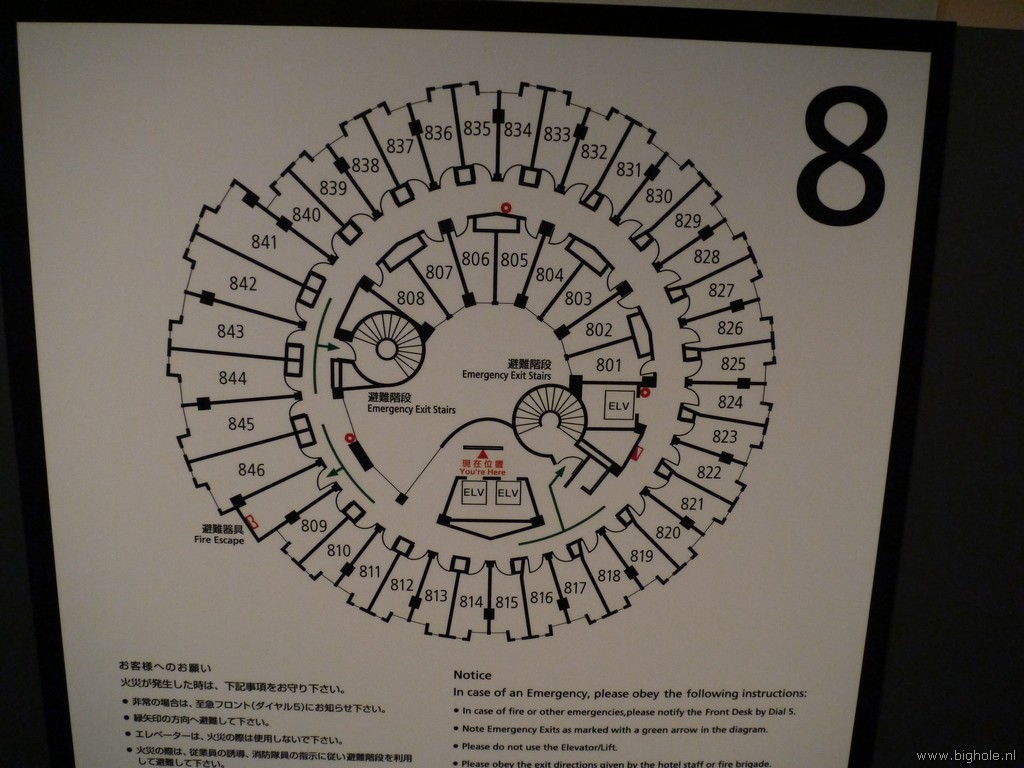 8
835
834
836
833
837
832
838
831
839
830
840
829
841
828
842
827
843
826
844
825
845
824
846
823
822
821
820
819
818
817
816
815
814
813
812
811
810
809
808
807
806
805
804
803
802
801
避難階段
Emergency Exit Stairs
避難階段
Emergency Exit Stairs
ELV
現在位置
You're Here
ELV
ELV
避難器具
Fire Escape
お客様へのお願い
火災が発生した時は、下記事項をお守り下さい。
● 非常の場合は、至急フロント(ダイヤル5)にお知らせ下さい。
● 緑矢印の方向へ避難して下さい。
● エレベーターは、火災の際は使用しないで下さい。
● 火災の際は、従業員の誘導、消防隊員の指示に従い避難階段を利用
して避難して下さい。
Notice
In case of an Emergency, please obey the following instructions:
● In case of fire or other emergencies,please notify the Front Desk by Dial 5.
● Note Emergency Exits as marked with a green arrow in the diagram.
● Please do not use the Elevator/Lift.
● Please obey the exit directions given by the hotel staff or fire brigade.
www.bighole.nl